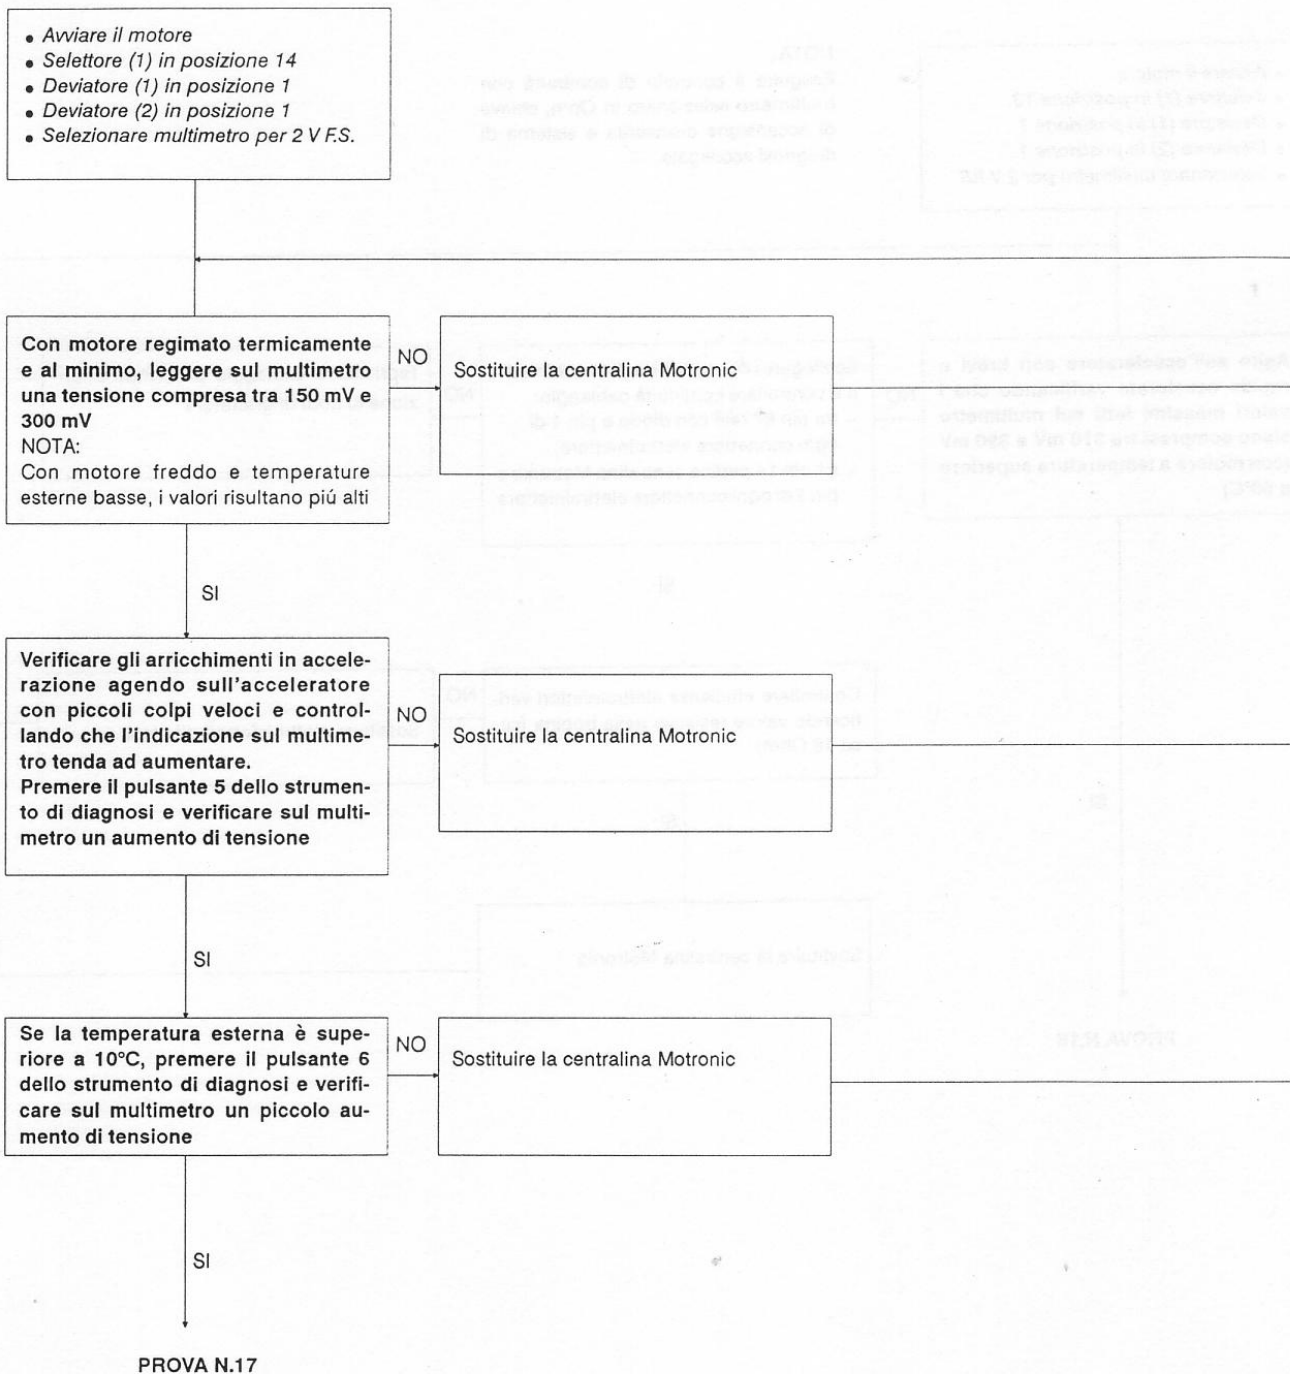 • Avviare il motore
• Selettore (1) in posizione 14
• Deviatore (1) in posizione 1
• Deviatore (2) in posizione 1
• Selezionare multimetro per 2 V F.S.
Con motore regimato termicamente
e al minimo, leggere sul multimetro
una tensione compresa tra 150 mV e
300 mV
NOTA:
Con motore freddo e temperature
esterne basse, i valori risultano piú alti
NO
Sostituire la centralina Motronic
SI
Verificare gli arricchimenti in accele-
razione agendo sull'acceleratore
con piccoli colpi veloci e control-
lando che l'indicazione sul multime-
tro tenda ad aumentare.
Premere il pulsante 5 dello strumen-
to di diagnosi e verificare sul multi-
metro un aumento di tensione
NO
Sostituire la centralina Motronic
SI
Se la temperatura esterna è supe-
riore a 10°C, premere il pulsante 6
dello strumento di diagnosi e verifi-
care sul multimetro un piccolo au-
mento di tensione
NO
Sostituire la centralina Motronic
SI
PROVA N.17